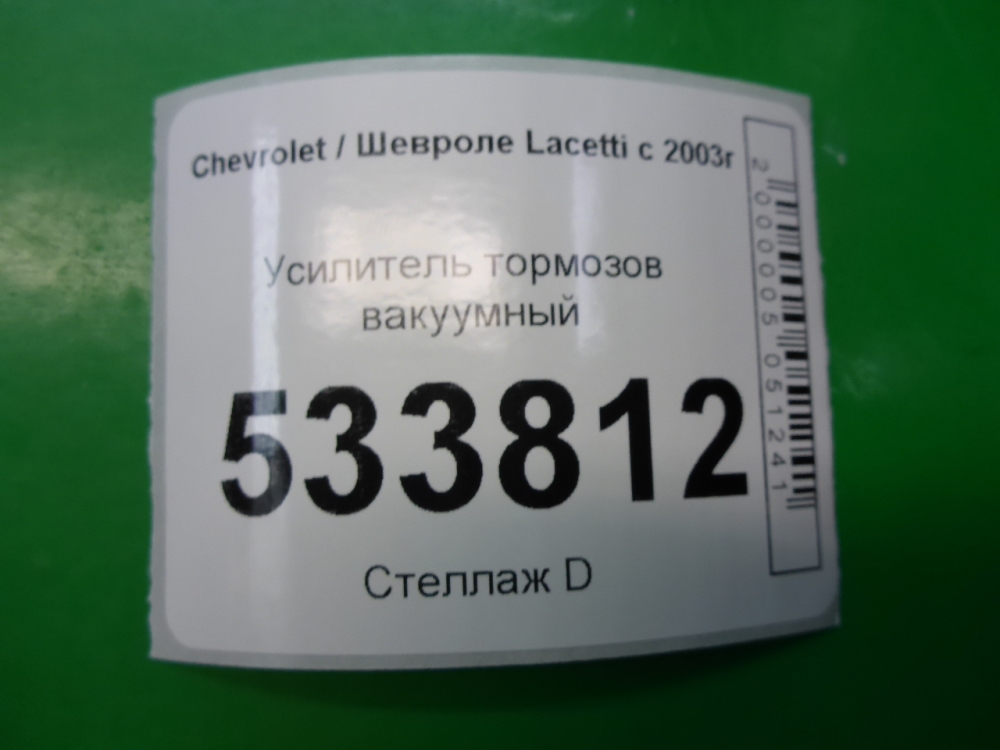 Chevrolet / Шевроле Lacetti с 2003г
Усилитель тормозов
вакуумный
533812
Стеллаж D
2000005051241